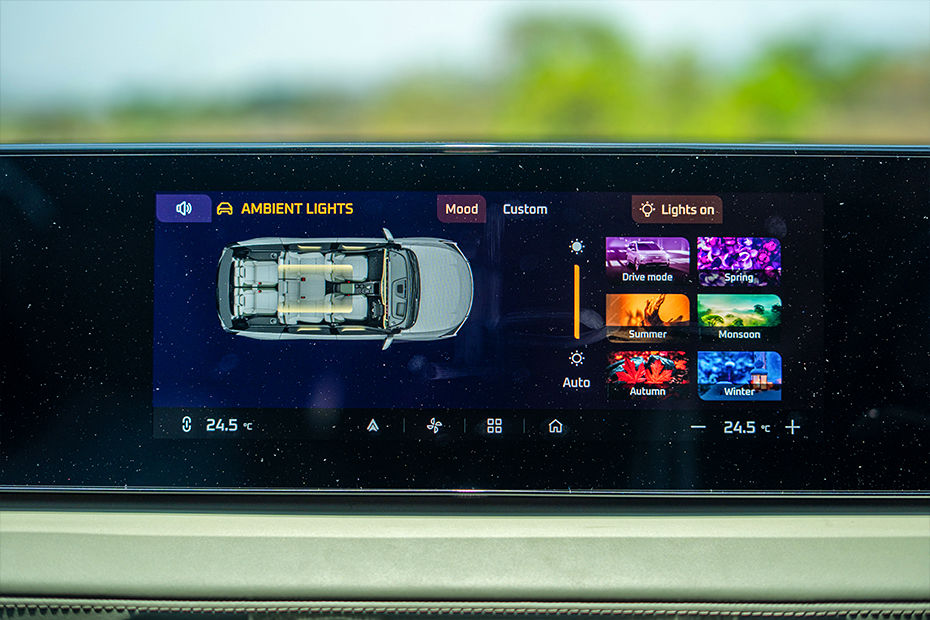 AMBIENT LIGHTS
Mood
Custom
Lights on
Drive mode
Spring
Summer
Monsoon
Auto
Autumn
Winter
24.5 °C
24.5 °C